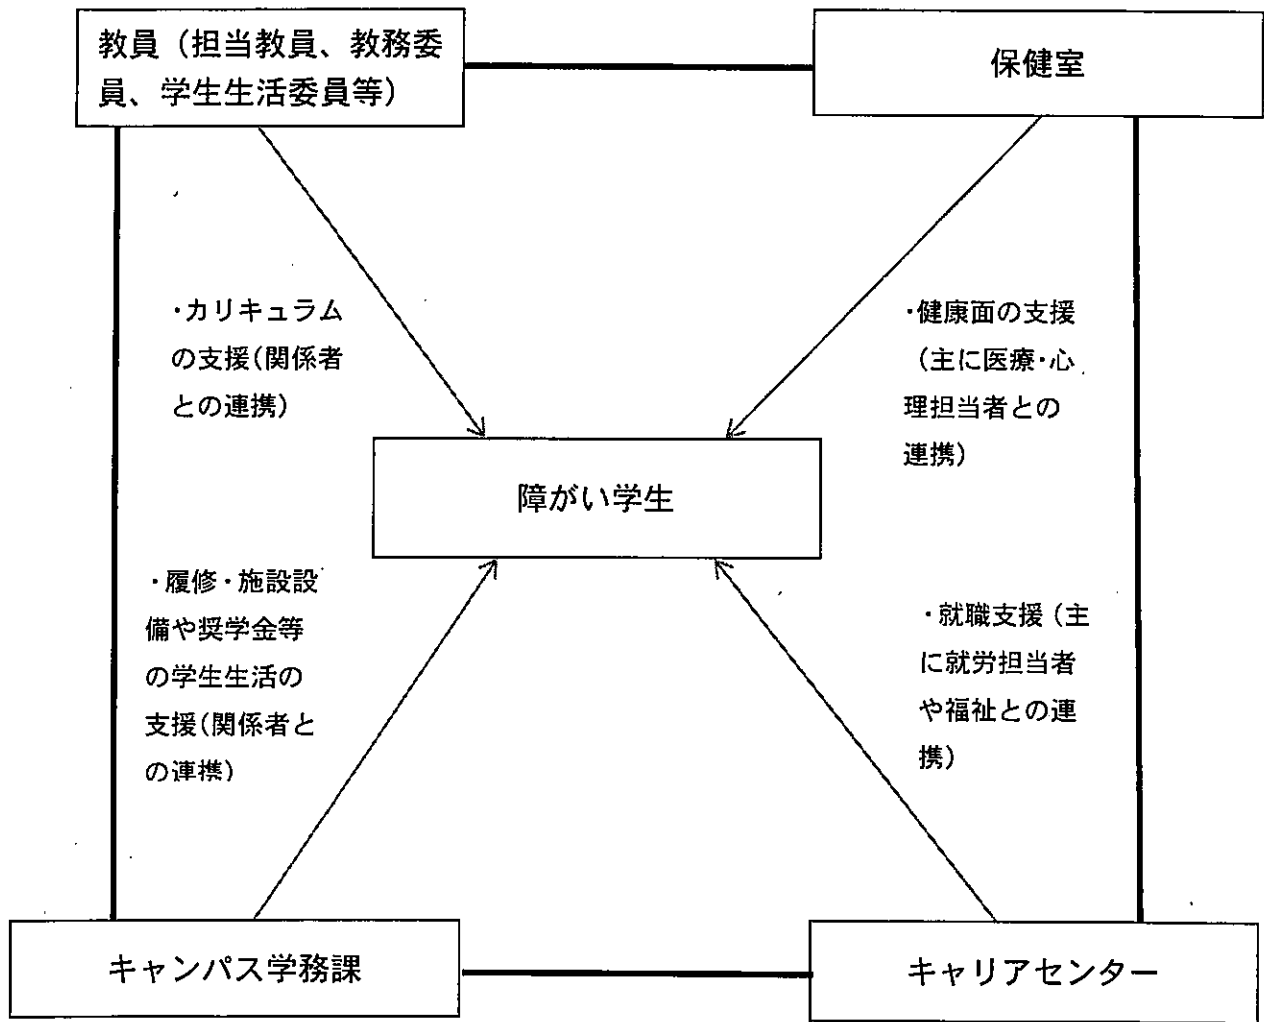 教員（担当教員、教務委
員、学生生活委員等）
保健室
・カリキュラム
の支援（関係者
との連携）
・健康面の支援
（主に医療・心
理担当者との
連携）
障がい学生
・履修・施設設
備や奨学金等
の学生生活の
支援（関係者と
の連携）
・就職支援（主
に就労担当者
や福祉との連
携）
キャンパス学務課
キャリアセンター